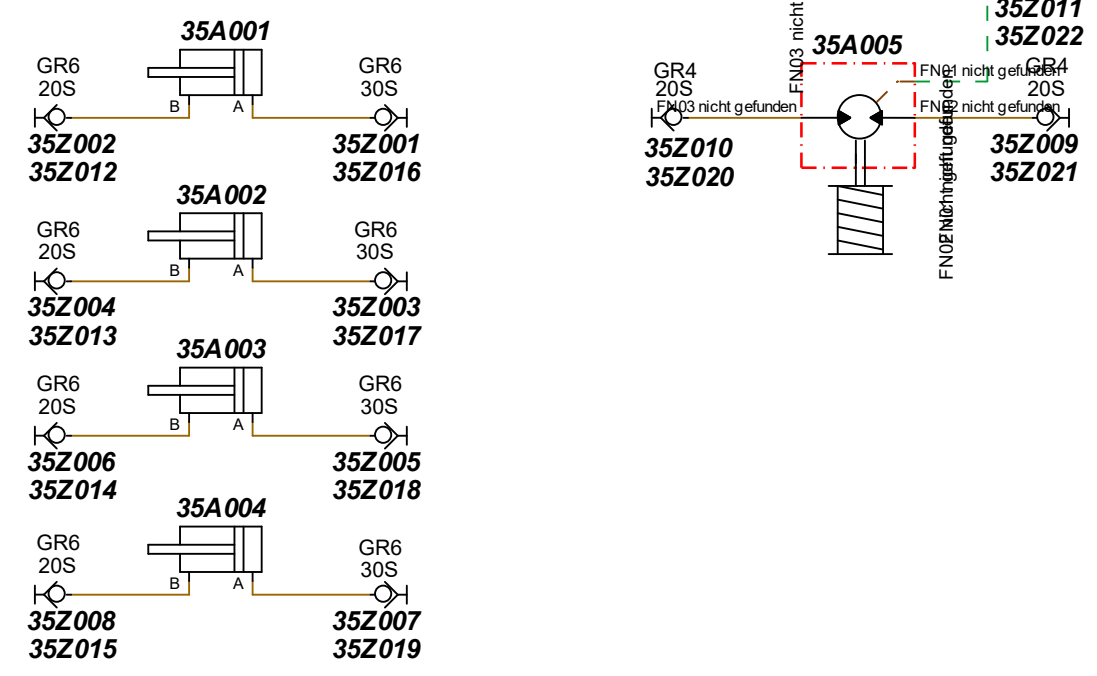 35A001
GR6
20S
GR6
30S
B
A
35Z002
35Z012
35Z001
35Z016
35A002
GR6
20S
GR6
30S
B
A
35Z004
35Z013
35Z003
35Z017
35A003
GR6
20S
GR6
30S
B
A
35Z006
35Z014
35Z005
35Z018
35A004
GR6
20S
GR6
30S
B
A
35Z008
35Z015
35Z007
35Z019
35Z011
35Z022
FN03 nicht
35A005
GR4
20S
FN03 nicht gefunden
FN01 nicht gefunden
GR4
20S
FN02 nicht gefunden
35Z010
35Z020
35Z009
35Z021